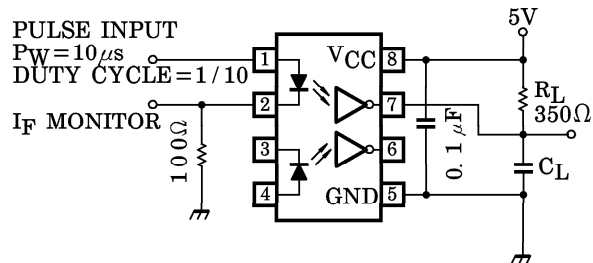 PULSE INPUT
PW=10μs
DUTY CYCLE=1/10
IF MONITOR
100Ω
1
2
3
4
VCC
GND
8
7
6
5
0.1μF
5V
RL
350Ω
CL